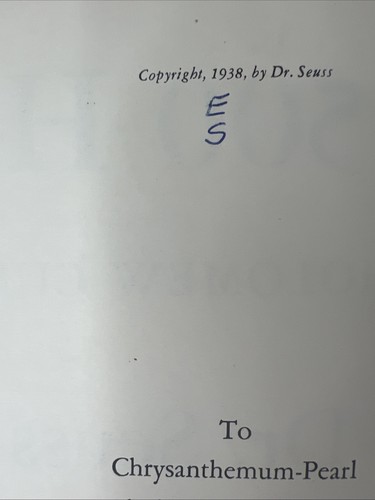 Copyright, 1938, by Dr. Seuss
E
S
To
Chrysanthemum-Pearl